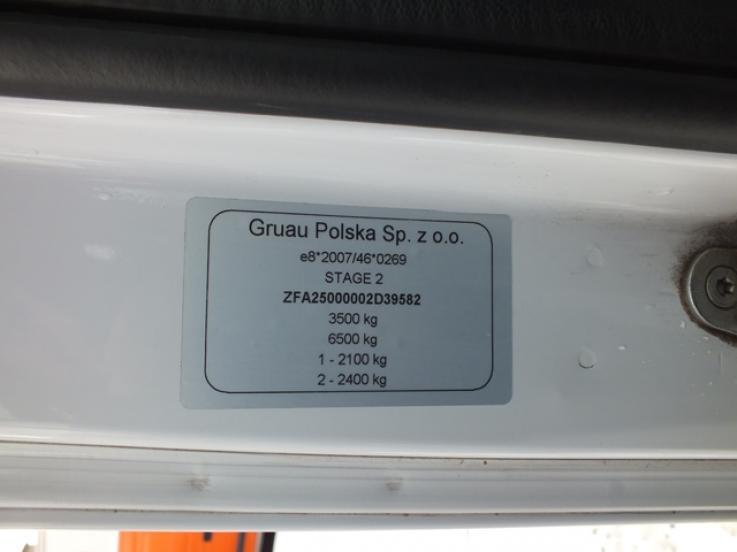 Gruau Polska Sp. z o.o.
e8*2007/46*0269
STAGE 2
ZFA25000002D39582
3500 kg
6500 kg
1 - 2100 kg
2 - 2400 kg